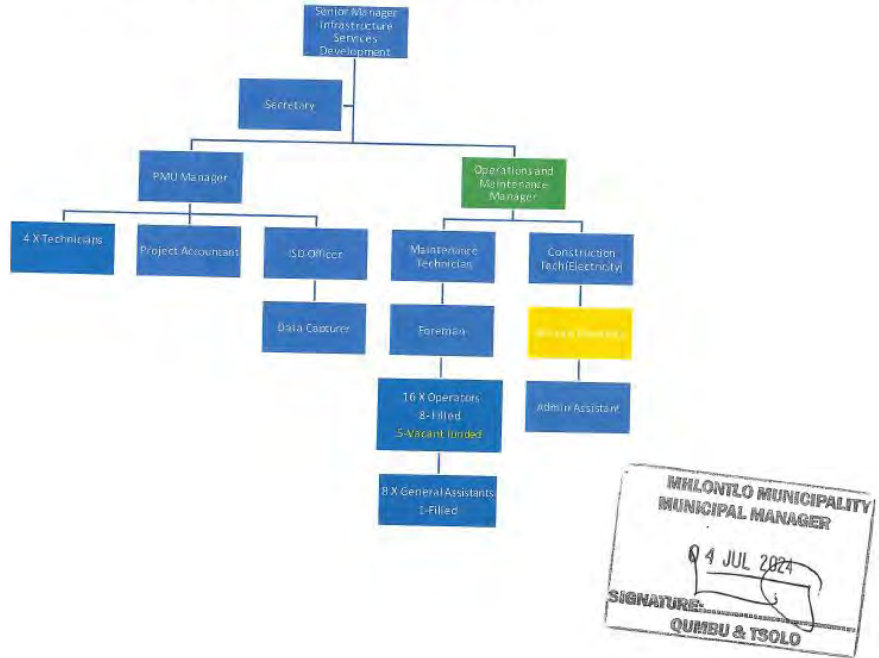 Senior Manager
Infrastructure
Services
Development
Secretary
PMU Manager
Operations and
Maintenance
Manager
4 X Technicians
Project Accountant
ISD Officer
Maintenance
Technician
Construction
Tech(Electricity)
Data Capturer
Foreman
16 X Operators
8-Filled
5-Vacant funded
Admin Assistant
8 X General Assistants
1-Filled
MHLONTLO MUNICIPALITY
MUNICIPAL MANAGER
04 JUL 2024
SIGNATURE:
QUMBU & TSOLO